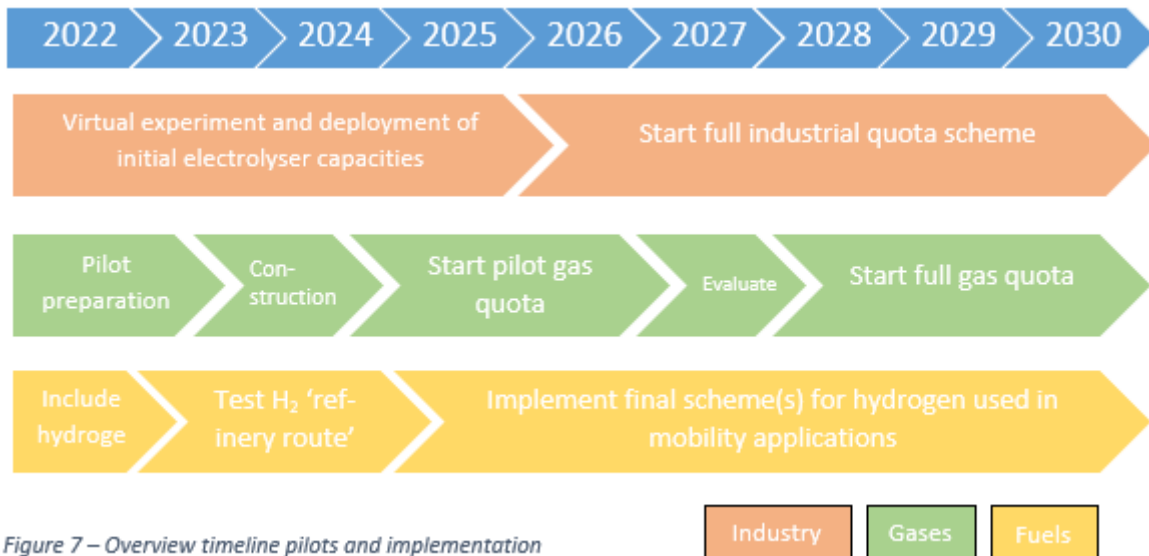 2022 2023 2024 2025 2026 2027 2028 2029 2030
Virtual experiment and deployment of
initial electrolyser capacities
Start full industrial quota scheme
Pilot
preparation
Con-
struction
Start pilot gas
quota
Evaluate
Start full gas quota
Include
hydroge
Test H₂ ‘ref-
inery route’
Implement final scheme(s) for hydrogen used in
mobility applications
Industry
Gases
Fuels
Figure 7 – Overview timeline pilots and implementation